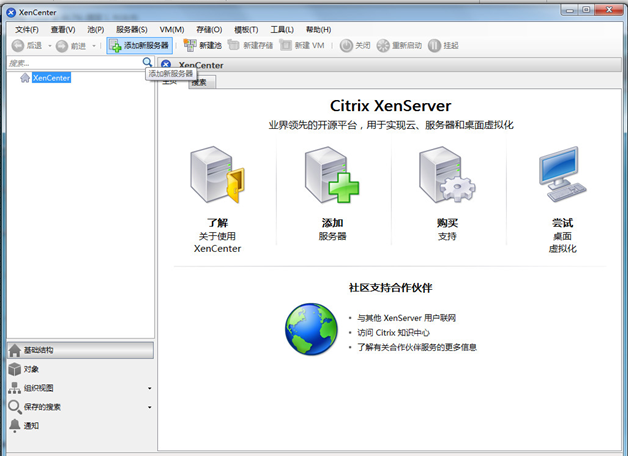 XenCenter
文件(F) 查看(V) 池(P) 服务器(S) VM(M) 存储(O) 模板(T) 工具(L) 帮助(H)
后退 前进 添加新服务器 新建池 新建存储 新建 VM 关闭 重新启动 挂起
搜索...
XenCenter
添加新服务器
XenCenter
主页 搜索
Citrix XenServer
业界领先的开源平台，用于实现云、服务器和桌面虚拟化
了解 添加 购买 尝试
关于使用 服务器 支持 桌面
XenCenter 虚拟化
社区支持合作伙伴
• 与其他 XenServer 用户联网
• 访问 Citrix 知识中心
• 了解有关合作伙伴服务的更多信息
基础结构
对象
组织视图
保存的搜索
通知